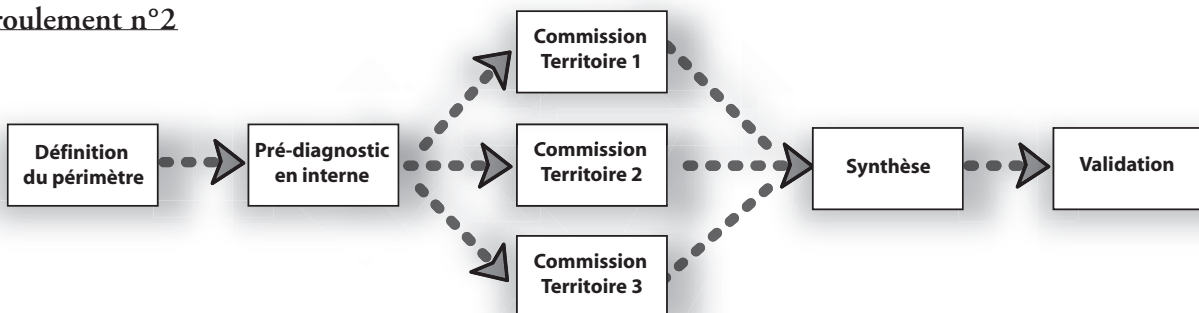 roulement n°2
Définition
du périmètre
Pré-diagnostic
en interne
Commission
Territoire 1
Commission
Territoire 2
Commission
Territoire 3
Synthèse
Validation